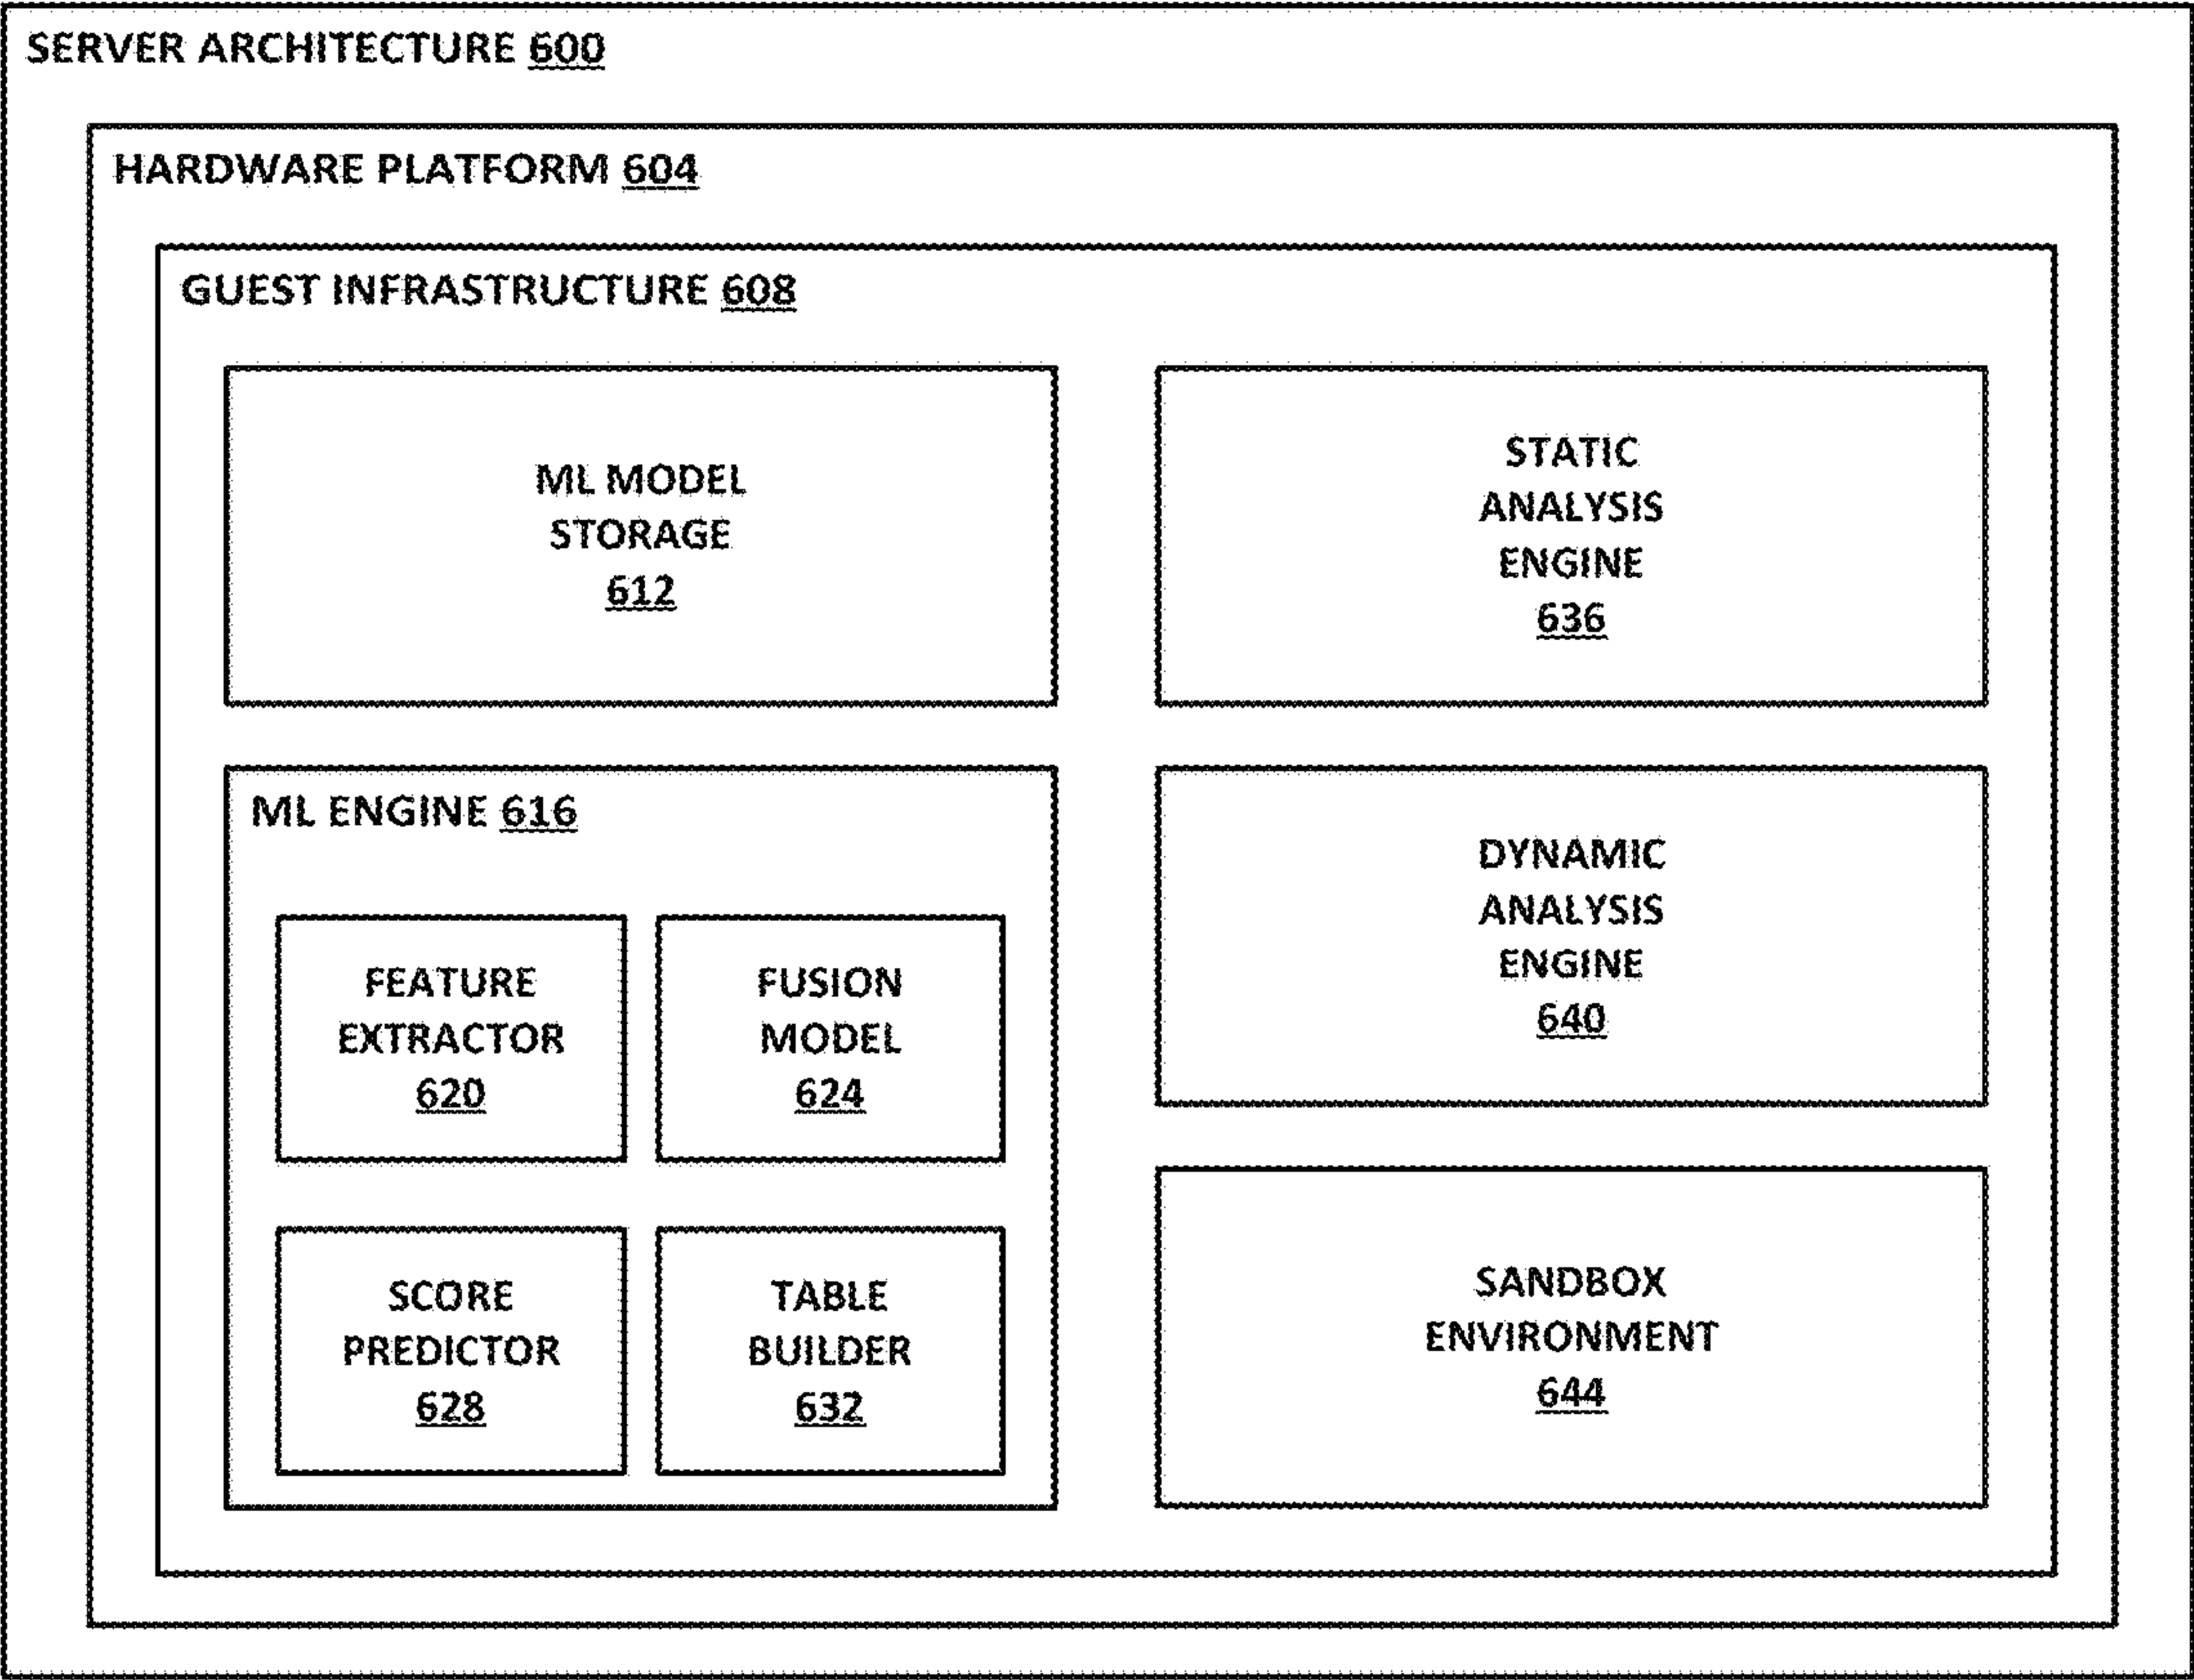 SERVER ARCHITECTURE 600
HARDWARE PLATFORM 604
GUEST INFRASTRUCTURE 608
ML MODEL
STORAGE
612
STATIC
ANALYSIS
ENGINE
636
ML ENGINE 616
FEATURE
EXTRACTOR
620
FUSION
MODEL
624
SCORE
PREDICTOR
628
TABLE
BUILDER
632
DYNAMIC
ANALYSIS
ENGINE
640
SANDBOX
ENVIRONMENT
644